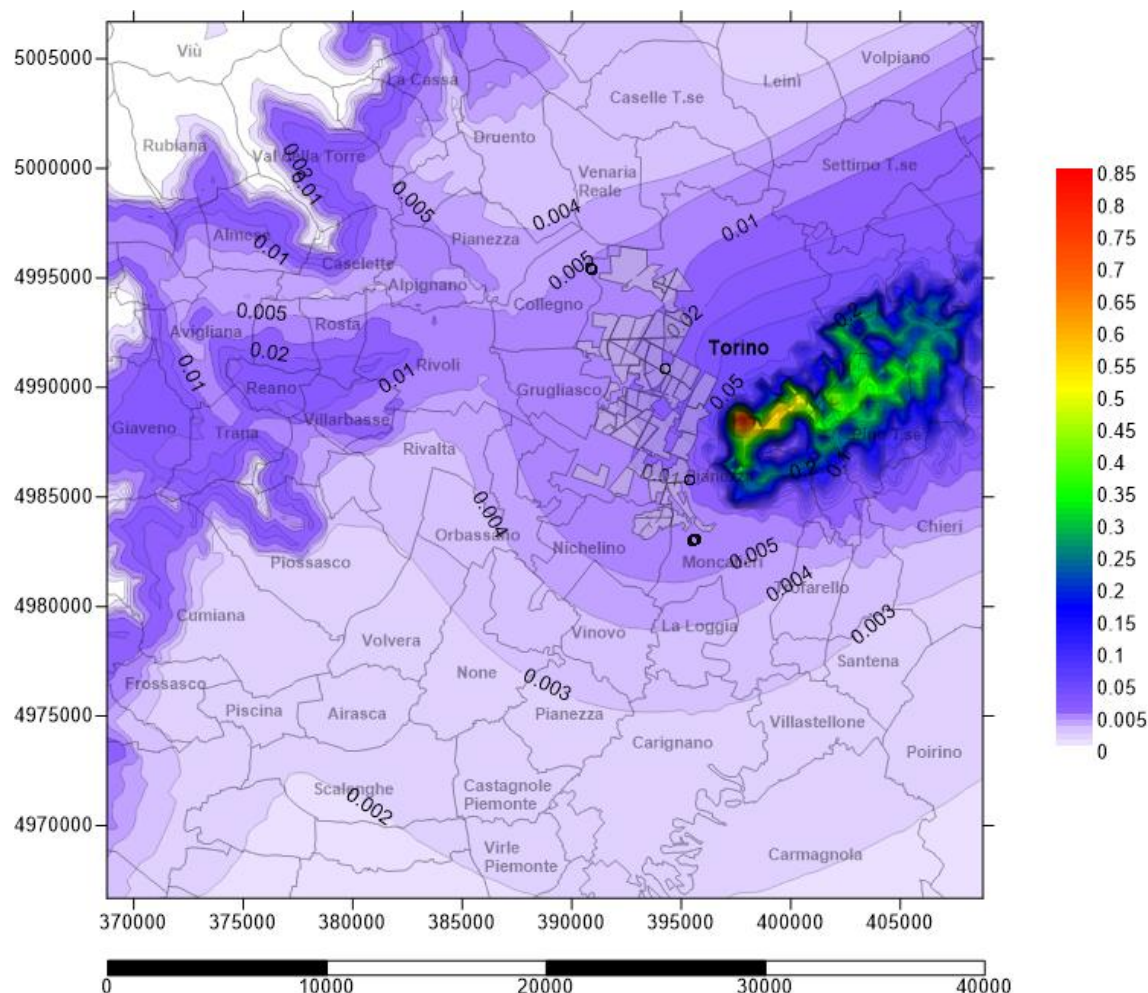 5005000
5000000
4995000
4990000
4985000
4980000
4975000
4970000
370000 375000 380000 385000 390000 395000 400000 405000
0 10000 20000 30000 40000
Viù
La Cassa
Volpiano
Leinì
Caselle T.se
Druento
Rubiana
Val della Torre
Settimo T.se
Venaria
Reale
0.02
0.01
0.005
0.004
0.01
Almese
Pianezza
0.01
Caselette
Alpignano
0.005
Collegno
0.005
Avigliana
Rosta
0.02
0.2
Torino
0.02
Rivoli
Reano
0.01
0.01
Grugliasco
0.05
Giaveno
Trana
Villarbasse
Rivalta
0.2
0.1
0.004
Orbassano
Nichelino
Moncalieri
0.005
Chieri
Piossasco
0.004
Trofarello
Cumiana
Volvera
Vinovo
La Loggia
0.003
Santena
None
0.003
Frossasco
Piscina
Airasca
Pianezza
Villastellone
Carignano
Poirino
Scalenghe
0.002
Castagnole
Piemonte
Virle
Piemonte
Carmagnola
0.85
0.8
0.75
0.7
0.65
0.6
0.55
0.5
0.45
0.4
0.35
0.3
0.25
0.2
0.15
0.1
0.05
0.005
0